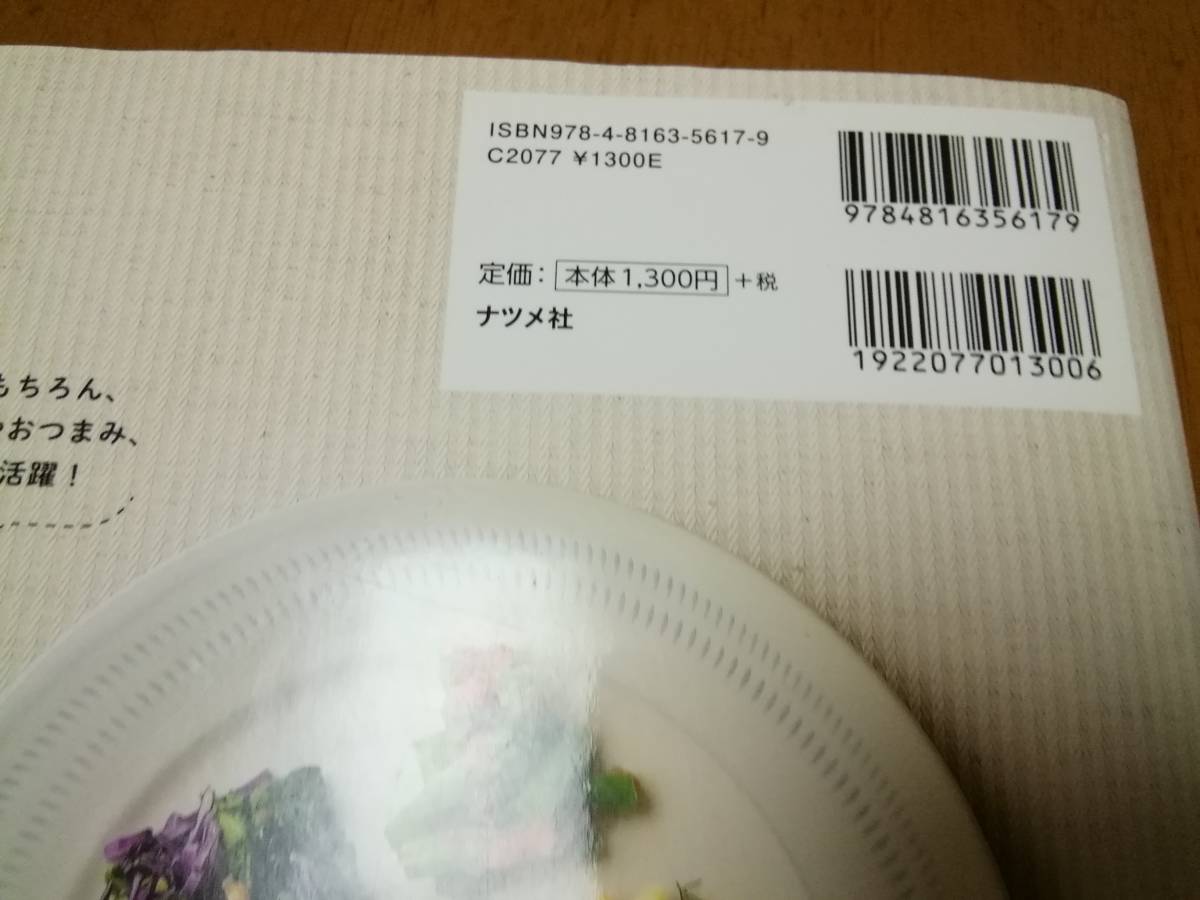 ISBN978-4-8163-5617-9
C2077 ¥1300E
9784816356179
定価：本体1,300円＋税
ナツメ社
1922077013006
もちろん、
おつまみ、
活躍！